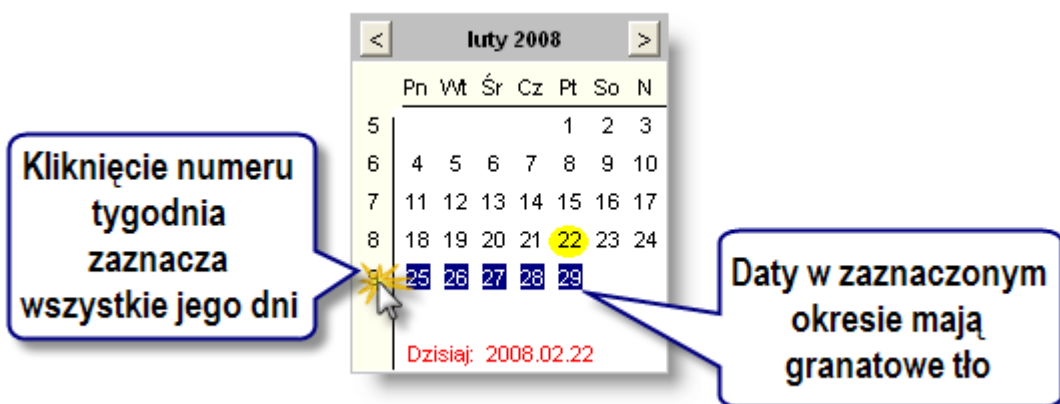 < luty 2008 >
Pn Wt Śr Cz Pt So N
5 1 2 3
6 4 5 6 7 8 9 10
7 11 12 13 14 15 16 17
8 18 19 20 21 22 23 24
25 26 27 28 29
Dzisiaj: 2008.02.22
Kliknięcie numeru
tygodnia
zaznacza
wszystkie jego dni
Daty w zaznaczonym
okresie mają
granatowe tło